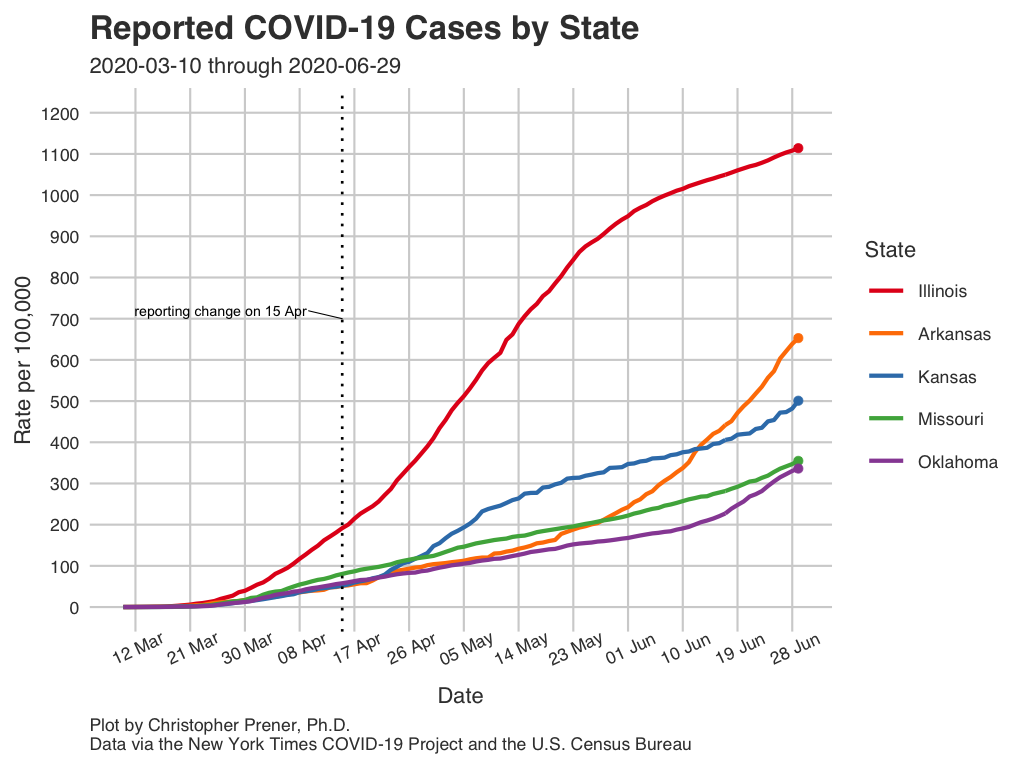 Reported COVID-19 Cases by State
2020-03-10 through 2020-06-29
1200
1100
1000
900
800
700
600
500
400
300
200
100
0
Rate per 100,000
reporting change on 15 Apr
12 Mar
21 Mar
30 Mar
08 Apr
17 Apr
26 Apr
05 May
14 May
23 May
01 Jun
10 Jun
19 Jun
28 Jun
Date
State
Illinois
Arkansas
Kansas
Missouri
Oklahoma
Plot by Christopher Prener, Ph.D.
Data via the New York Times COVID-19 Project and the U.S. Census Bureau